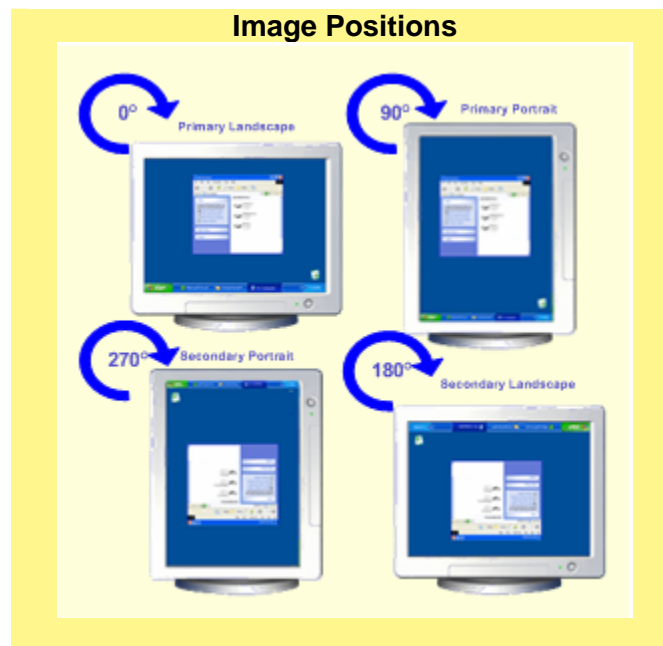 Image Positions
0°
Primary Landscape
90°
Primary Portrait
270°
Secondary Portrait
180°
Secondary Landscape